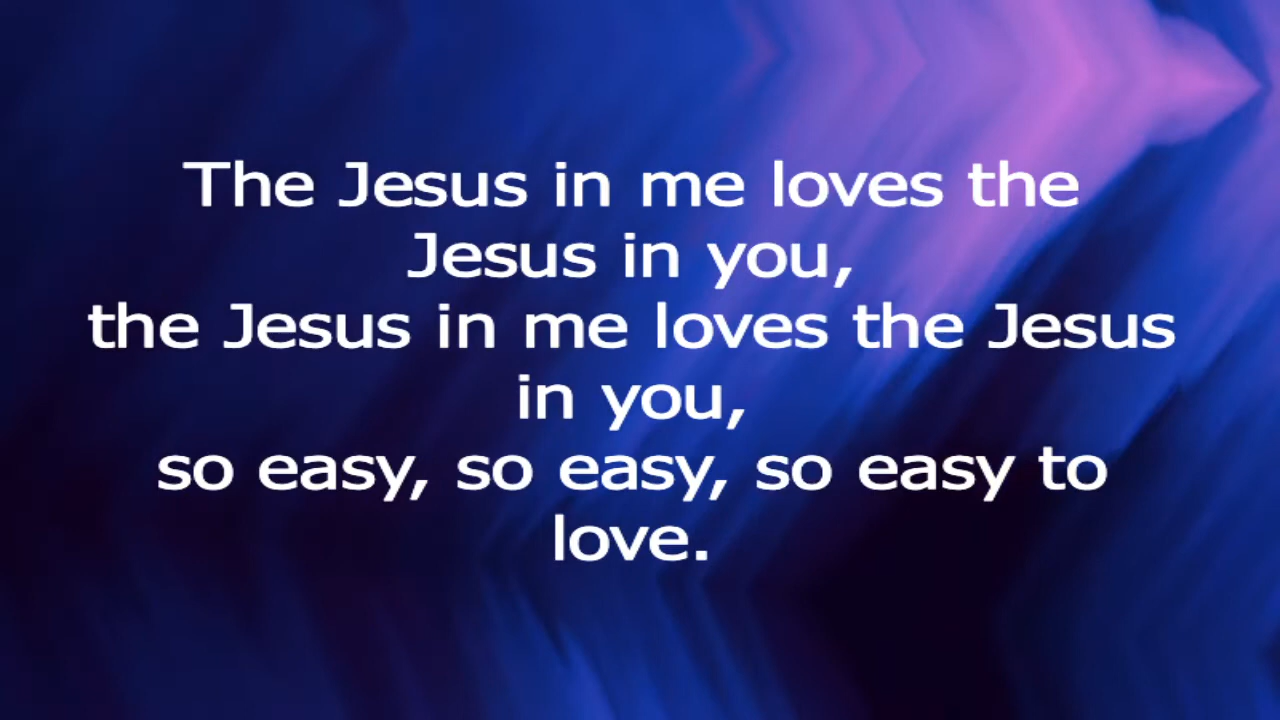 The Jesus in me loves the
Jesus in you,
the Jesus in me loves the Jesus
in you,
so easy, so easy, so easy to
love.